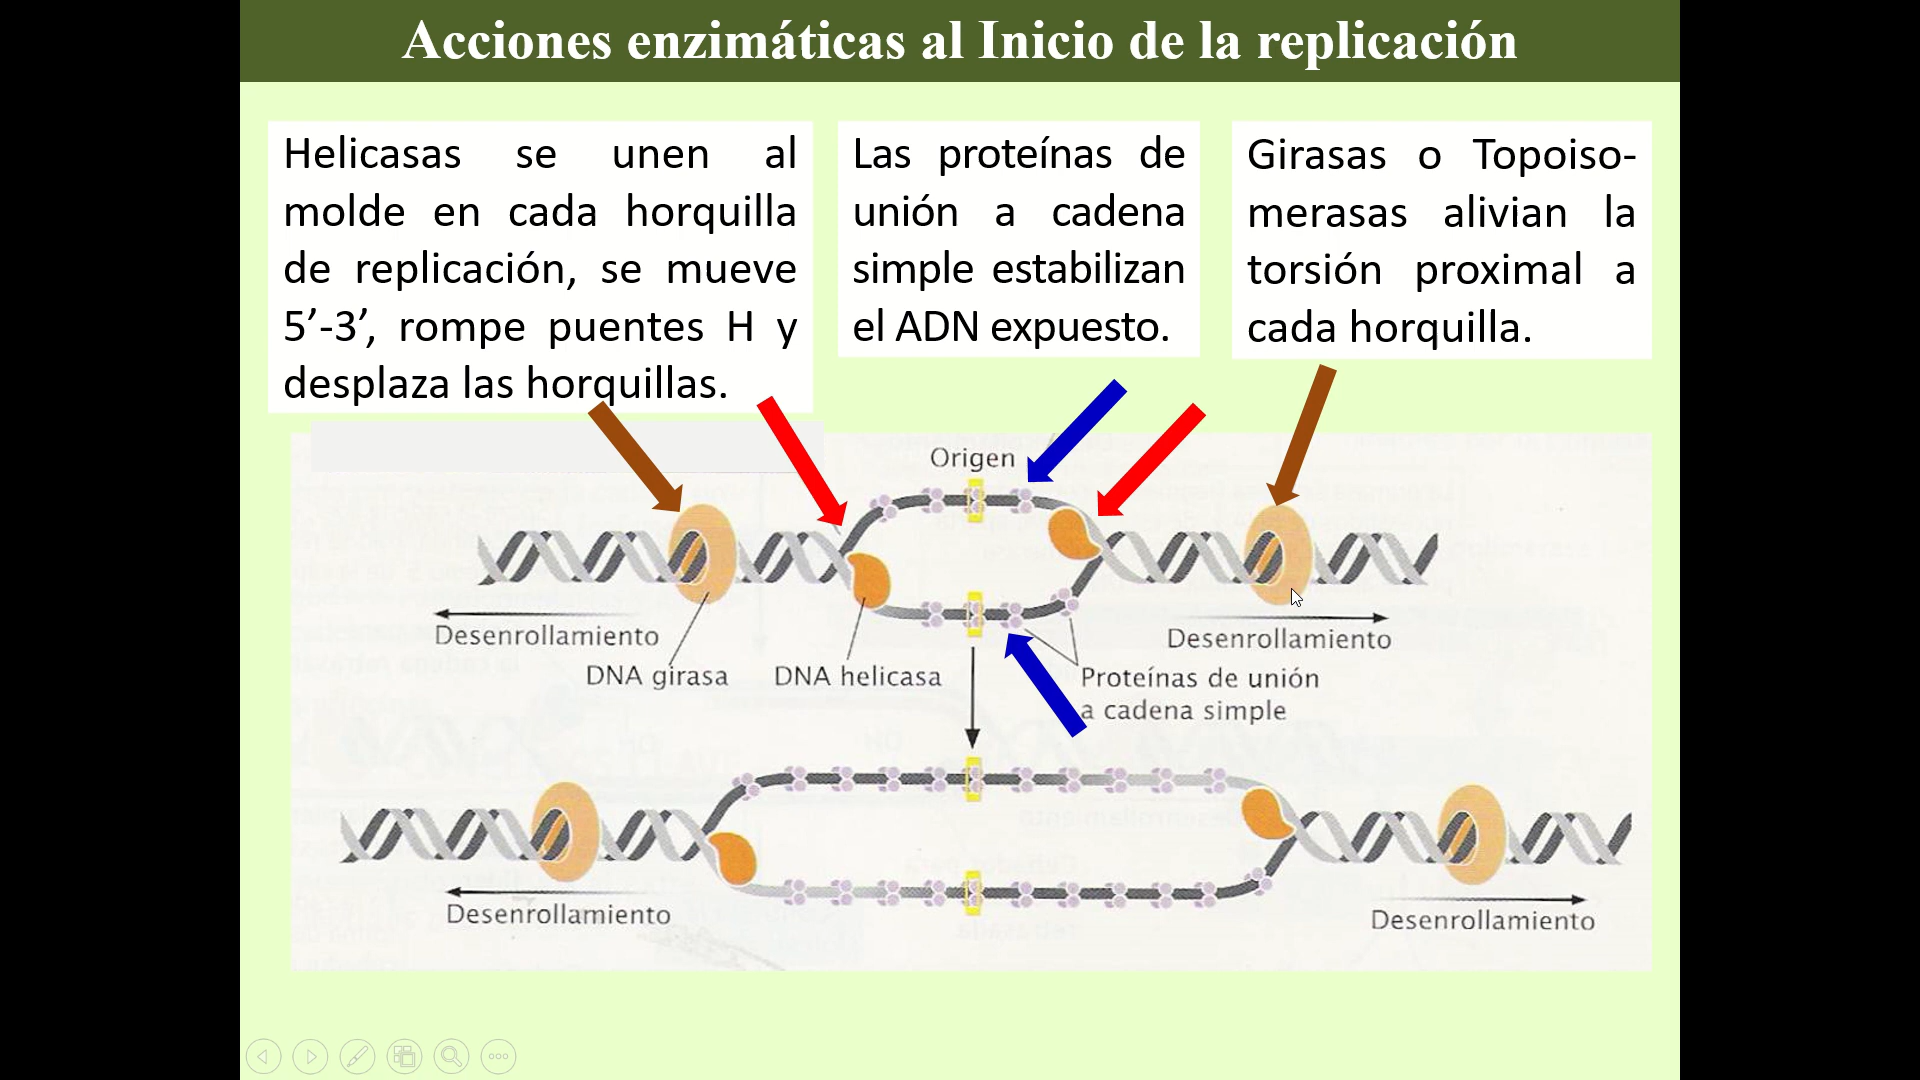 Acciones enzimáticas al Inicio de la replicación
Helicasas se unen al
molde en cada horquilla
de replicación, se mueve
5’-3’, rompe puentes H y
desplaza las horquillas.
Las proteínas de
unión a cadena
simple estabilizan
el ADN expuesto.
Girasas o Topoiso-
merasas alivian la
torsión proximal a
cada horquilla.
Origen
Desenrollamiento
Desenrollamiento
DNA girasa
DNA helicasa
Proteínas de unión
a cadena simple
Desenrollamiento
Desenrollamiento